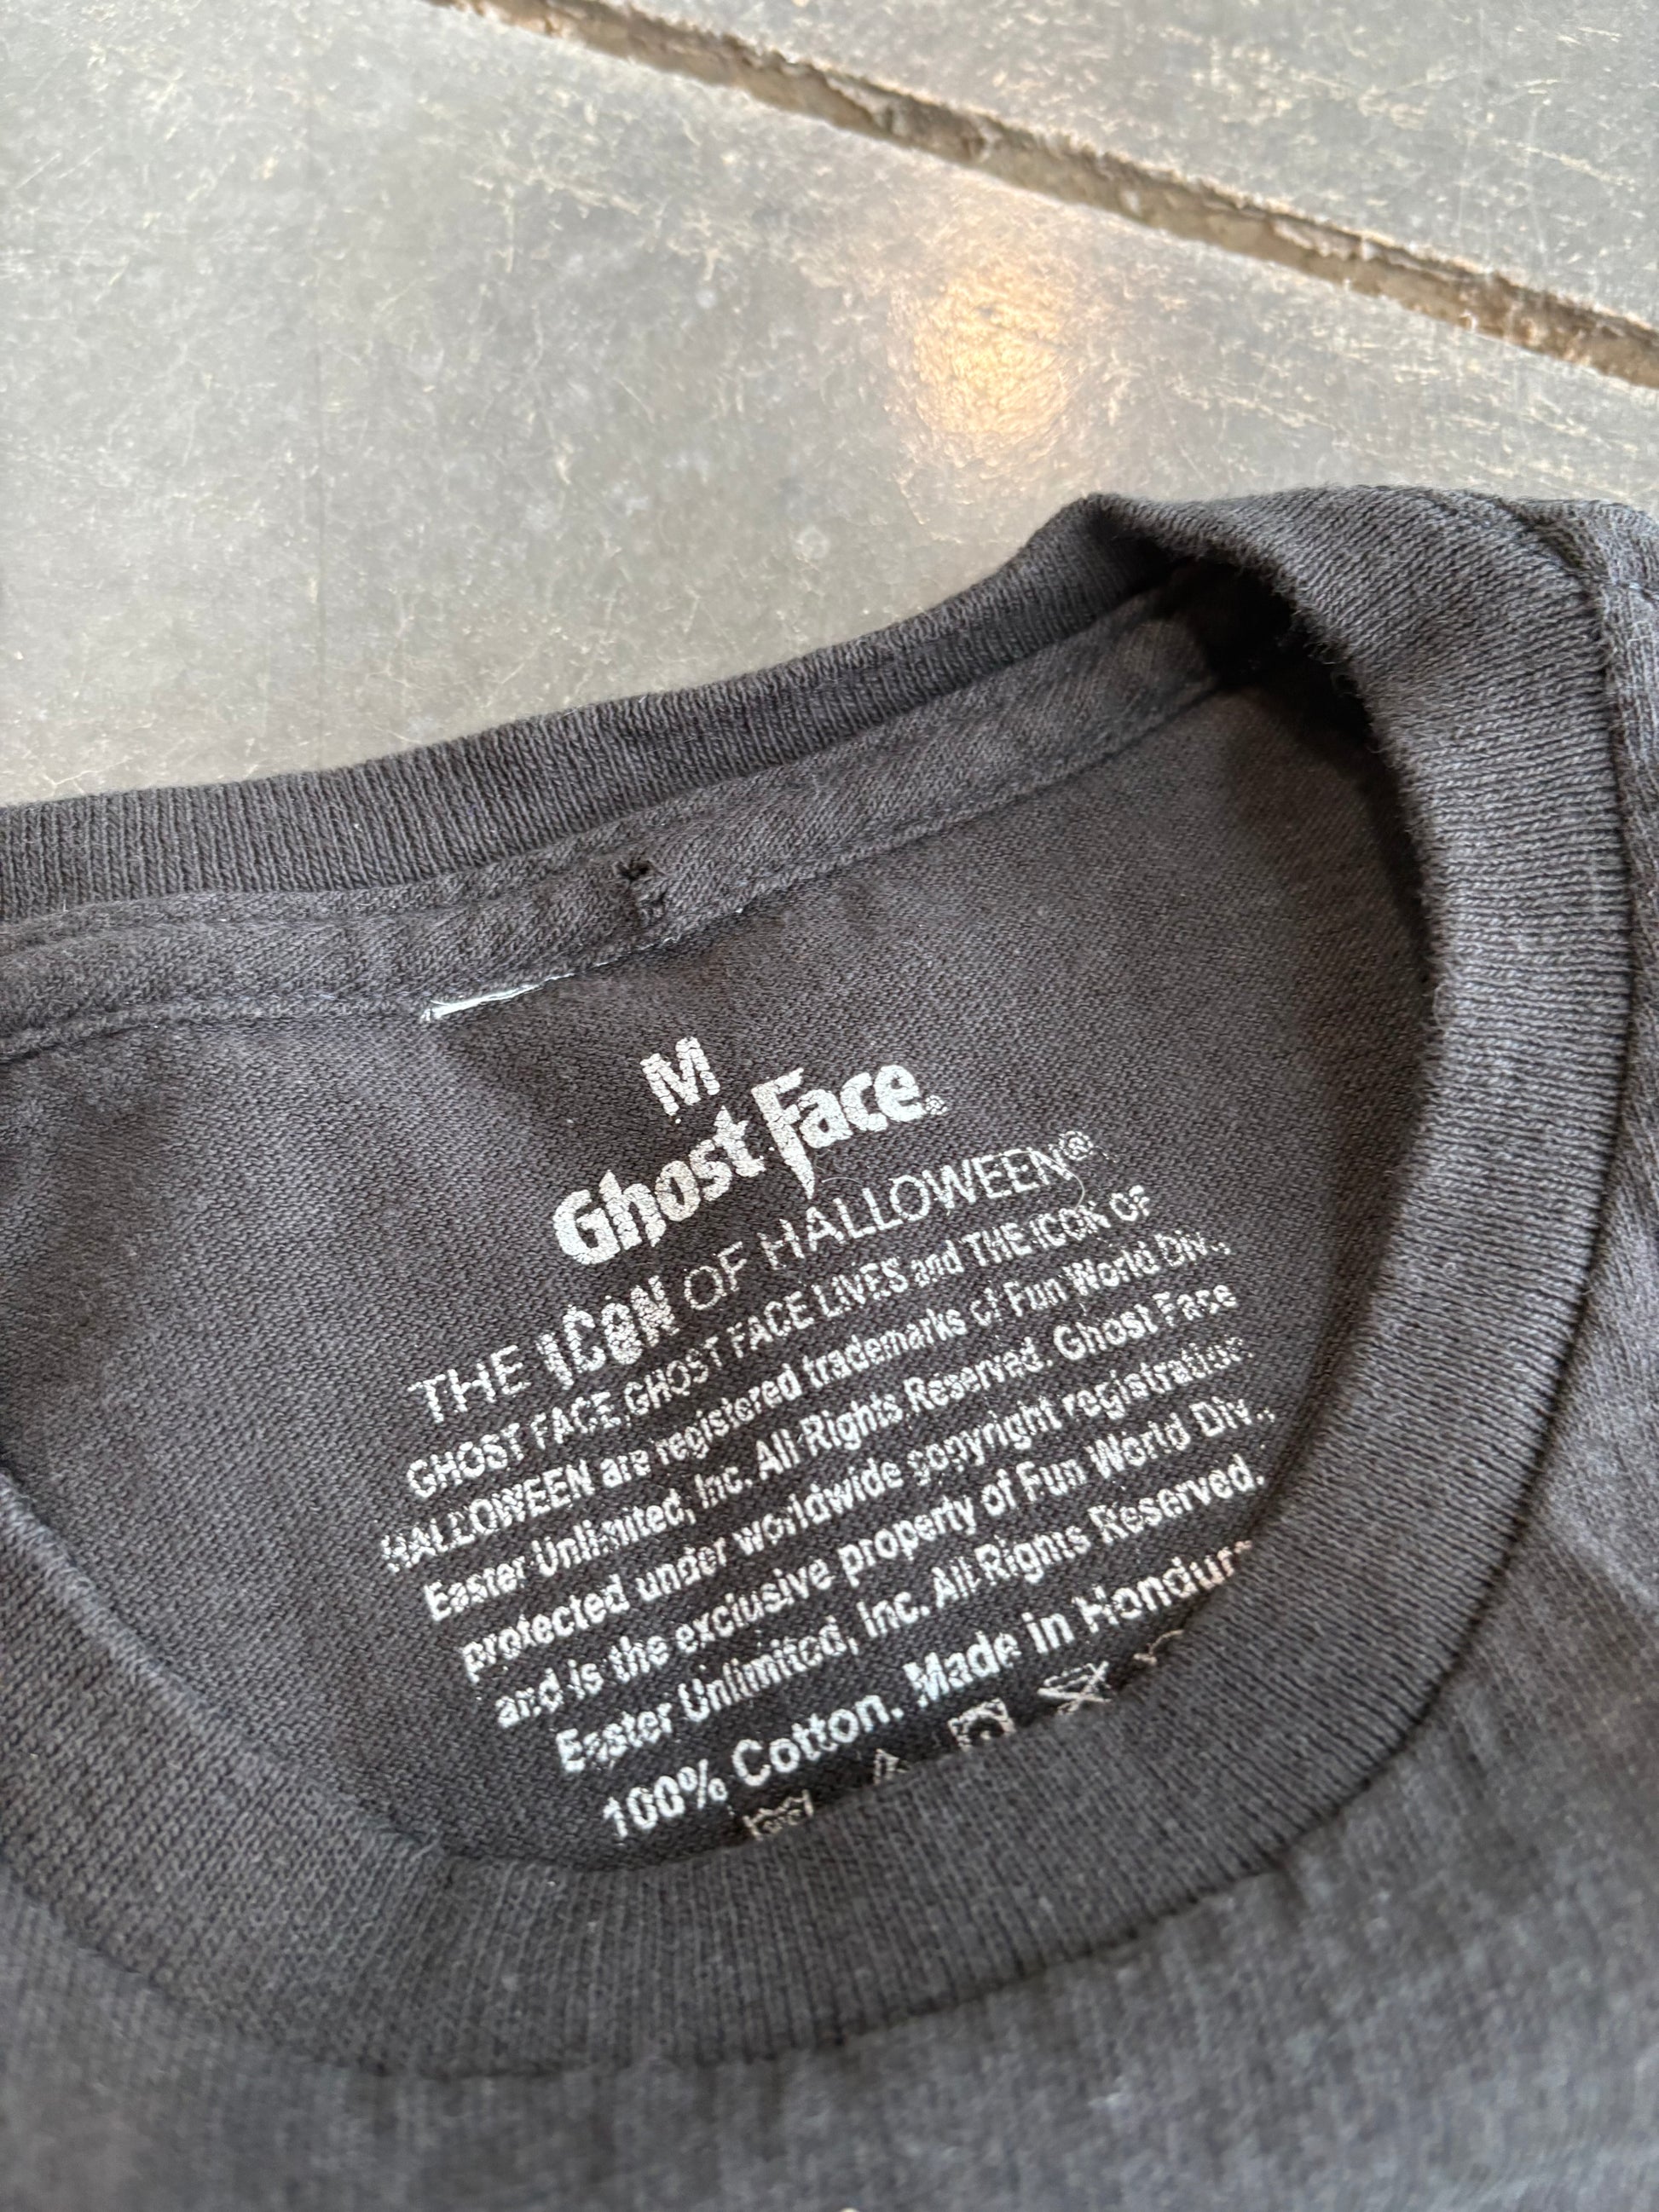 M
Ghost Face®
THE ICON OF HALLOWEEN®
GHOST FACE, GHOST FACE LIVES and THE ICON OF
HALLOWEEN are registered trademarks of Fun World Div.,
Easter Unlimited, Inc. All Rights Reserved. Ghost Face
protected under worldwide copyright registration
and is the exclusive property of Fun World Div.,
Easter Unlimited, Inc. All Rights Reserved.
100% Cotton. Made in Hondur